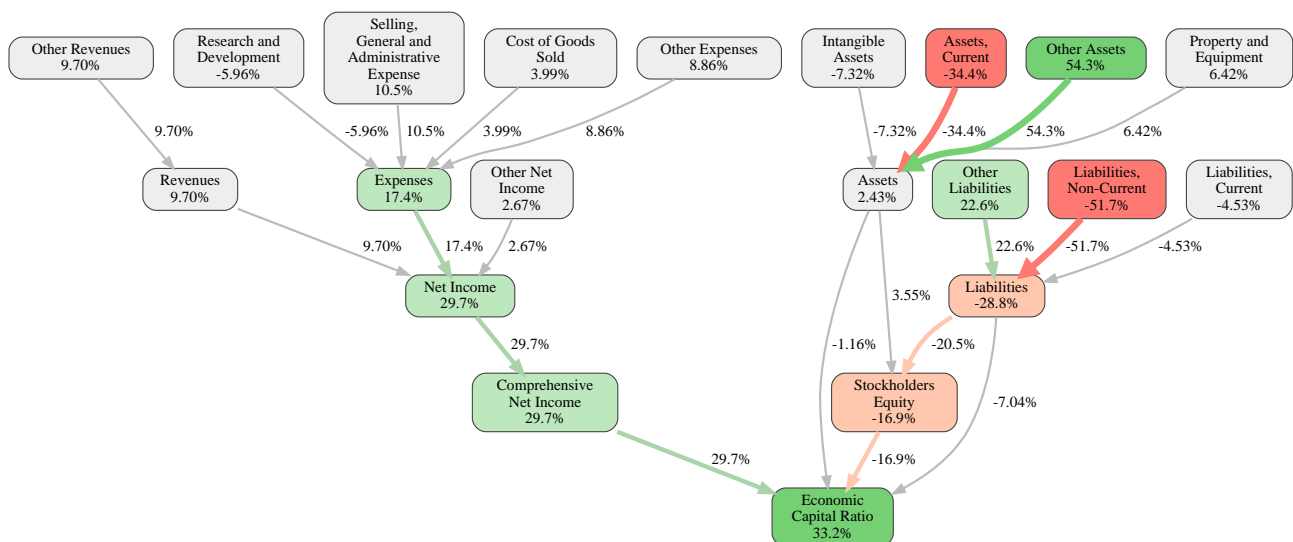 Other Revenues
9.70%
Research and
Development
-5.96%
Selling,
General and
Administrative
Expense
10.5%
Cost of Goods
Sold
3.99%
Other Expenses
8.86%
Intangible
Assets
-7.32%
Assets,
Current
-34.4%
Other Assets
54.3%
Property and
Equipment
6.42%
9.70%
-5.96%
10.5%
3.99%
8.86%
-7.32%
-34.4%
54.3%
6.42%
Revenues
9.70%
Expenses
17.4%
Other Net
Income
2.67%
Assets
2.43%
Other
Liabilities
22.6%
Liabilities,
Non-Current
-51.7%
Liabilities,
Current
-4.53%
9.70%
17.4%
2.67%
22.6%
-51.7%
-4.53%
Net Income
29.7%
3.55%
Liabilities
-28.8%
29.7%
-1.16%
-20.5%
Comprehensive
Net Income
29.7%
Stockholders
Equity
-16.9%
-7.04%
29.7%
-16.9%
Economic
Capital Ratio
33.2%